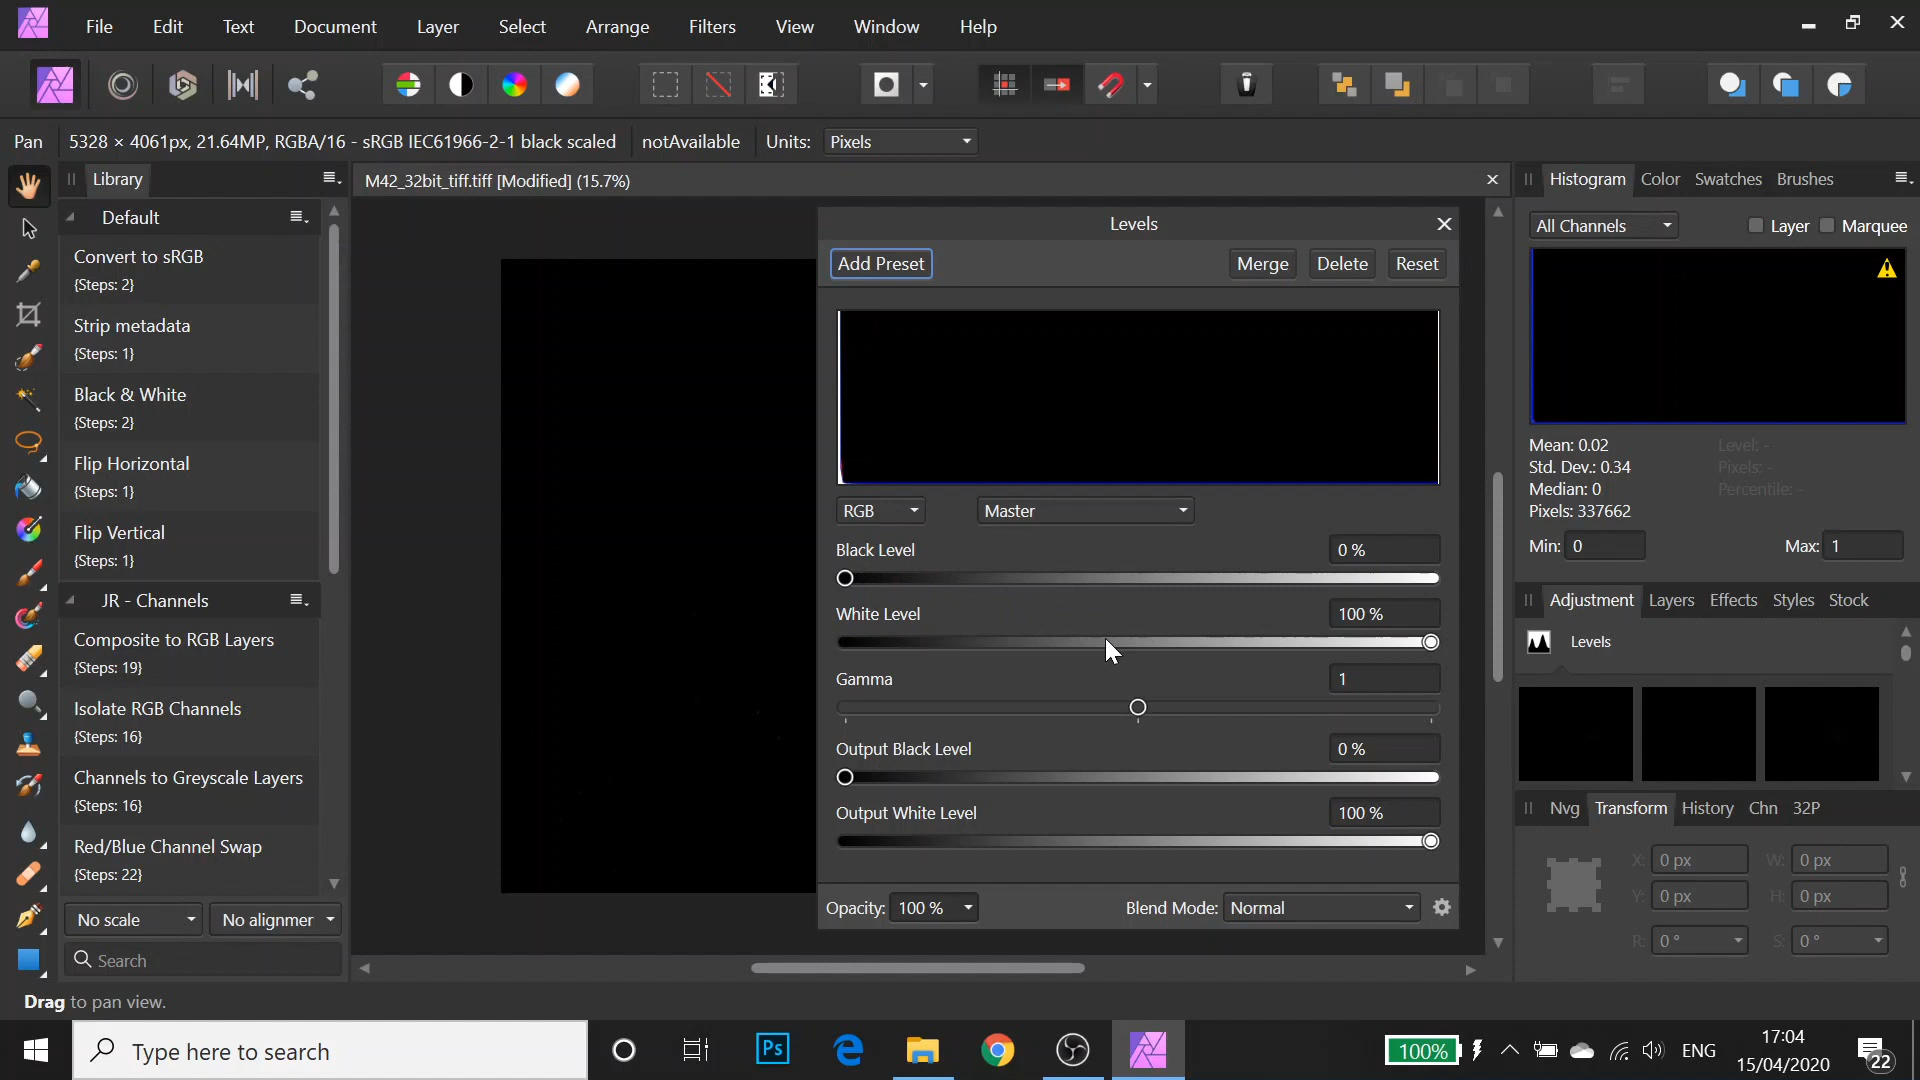 File Edit Text Document Layer Select Arrange Filters View Window Help
Pan 5328 × 4061px, 21.64MP, RGBA/16 - sRGB IEC61966-2-1 black scaled notAvailable Units: Pixels
Library
Default
Convert to sRGB
{Steps: 2}
Strip metadata
{Steps: 1}
Black & White
{Steps: 2}
Flip Horizontal
{Steps: 1}
Flip Vertical
{Steps: 1}
JR - Channels
Composite to RGB Layers
{Steps: 19}
Isolate RGB Channels
{Steps: 16}
Channels to Greyscale Layers
{Steps: 16}
Red/Blue Channel Swap
{Steps: 22}
No scale No alignmer
Search
M42_32bit_tiff.tiff [Modified] (15.7%)
Levels
Add Preset Merge Delete Reset
RGB Master
Black Level 0 %
White Level 100 %
Gamma 1
Output Black Level 0 %
Output White Level 100 %
Opacity: 100 % Blend Mode: Normal
Histogram Color Swatches Brushes
All Channels Layer Marquee
Mean: 0.02 Level: -
Std. Dev.: 0.34 Pixels: -
Median: 0 Percentile: -
Pixels: 337662
Min: 0 Max: 1
Adjustment Layers Effects Styles Stock
Levels
Nvg Transform History Chn 32P
X: 0 px W: 0 px
Y: 0 px H: 0 px
R: 0 ° S: 0 °
Drag to pan view.
Type here to search
Ps
100%
ENG
17:04
15/04/2020
22